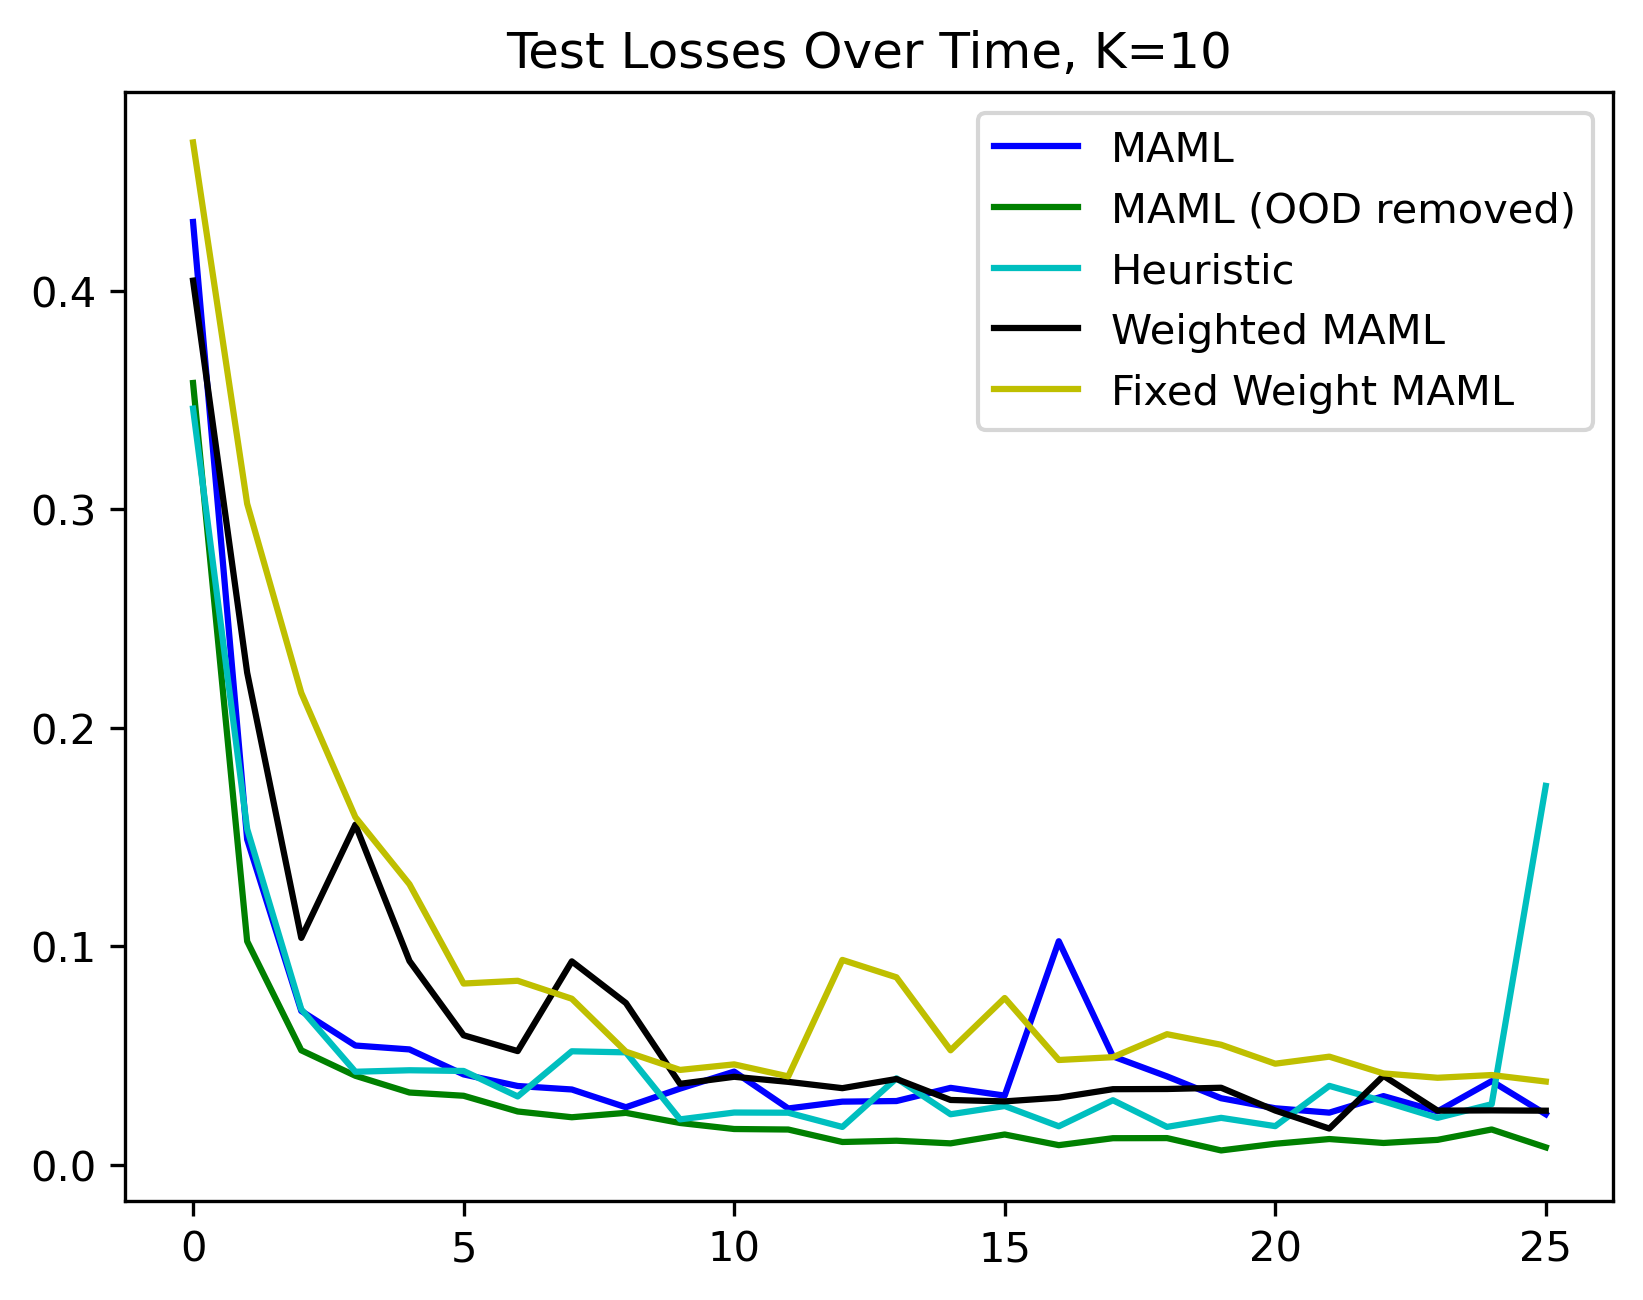 Test Losses Over Time, K=10
MAML
MAML (OOD removed)
Heuristic
Weighted MAML
Fixed Weight MAML
0.4
0.3
0.2
0.1
0.0
0 5 10 15 20 25